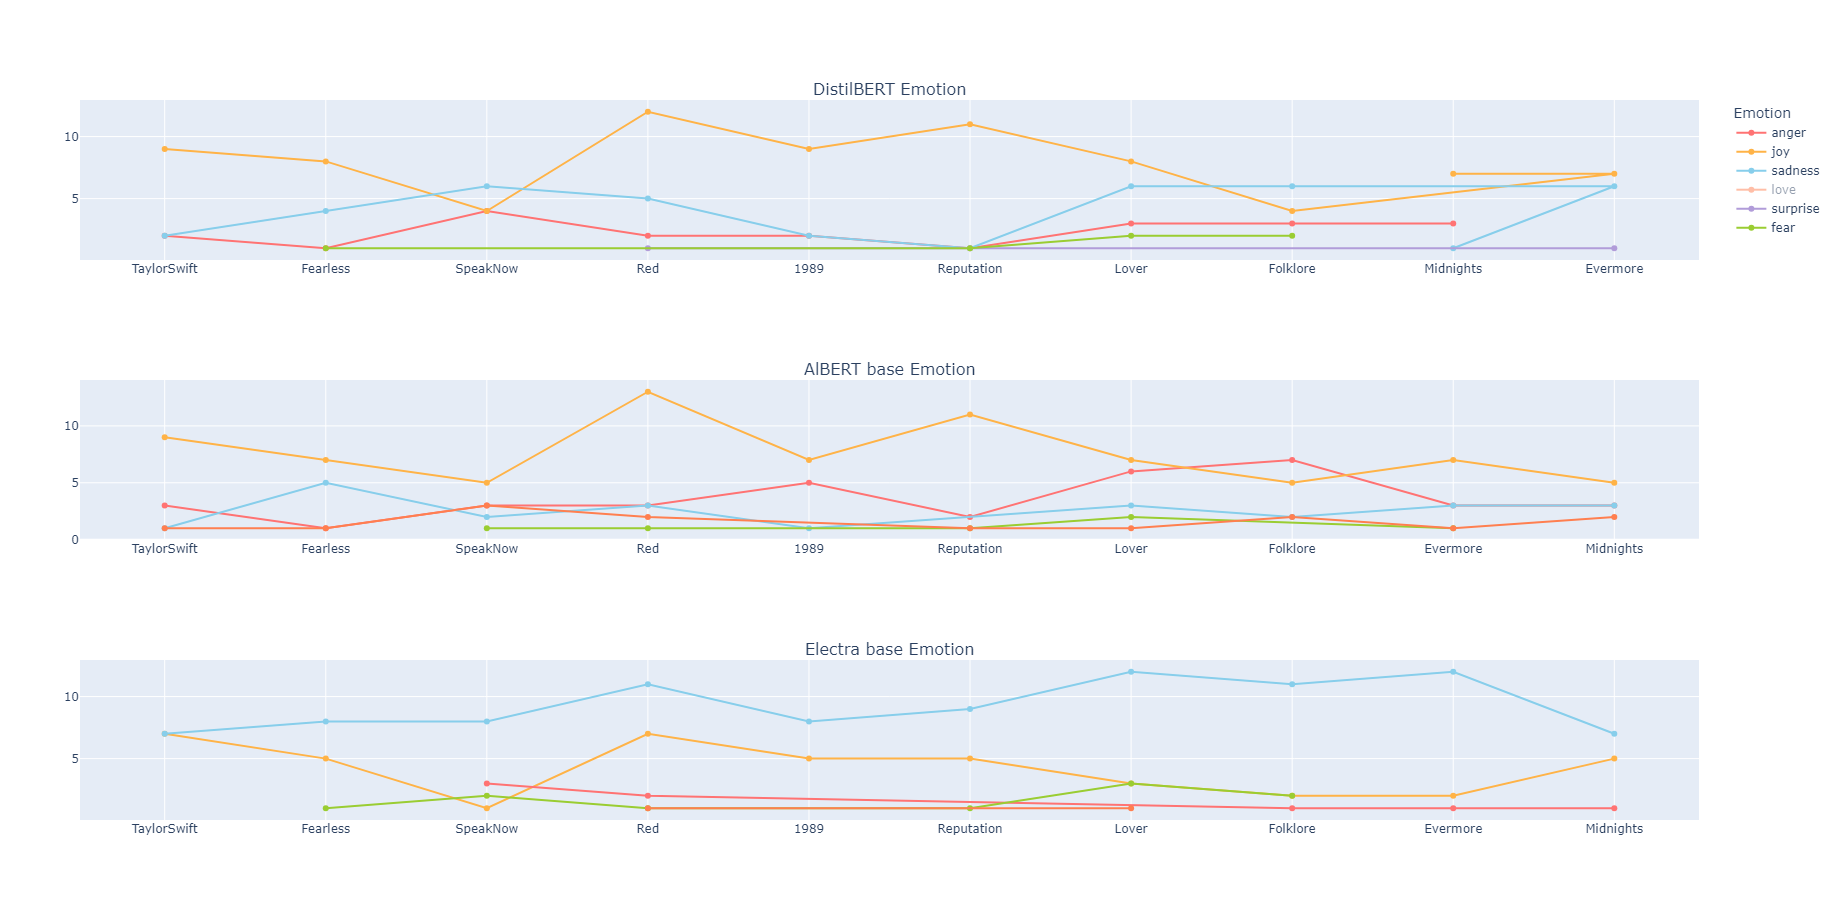 DistilBERT Emotion
10
5
TaylorSwift Fearless SpeakNow Red 1989 Reputation Lover Folklore Midnights Evermore
Emotion
anger
joy
sadness
love
surprise
fear
AlBERT base Emotion
10
5
0
TaylorSwift Fearless SpeakNow Red 1989 Reputation Lover Folklore Evermore Midnights
Electra base Emotion
10
5
TaylorSwift Fearless SpeakNow Red 1989 Reputation Lover Folklore Evermore Midnights